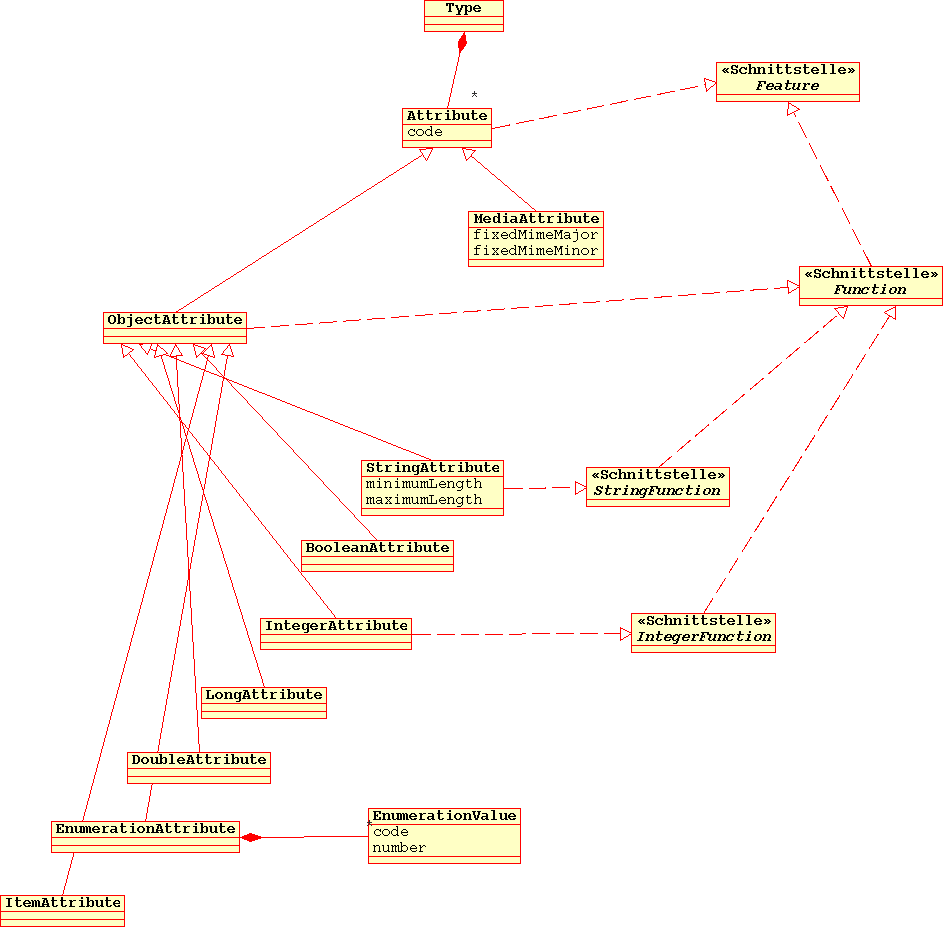 Type
*
«Schnittstelle»
Feature
Attribute
code
MediaAttribute
fixedMimeMajor
fixedMimeMinor
«Schnittstelle»
Function
ObjectAttribute
StringAttribute
minimumLength
maximumLength
«Schnittstelle»
StringFunction
BooleanAttribute
IntegerAttribute
«Schnittstelle»
IntegerFunction
LongAttribute
DoubleAttribute
EnumerationAttribute
*
EnumerationValue
code
number
ItemAttribute